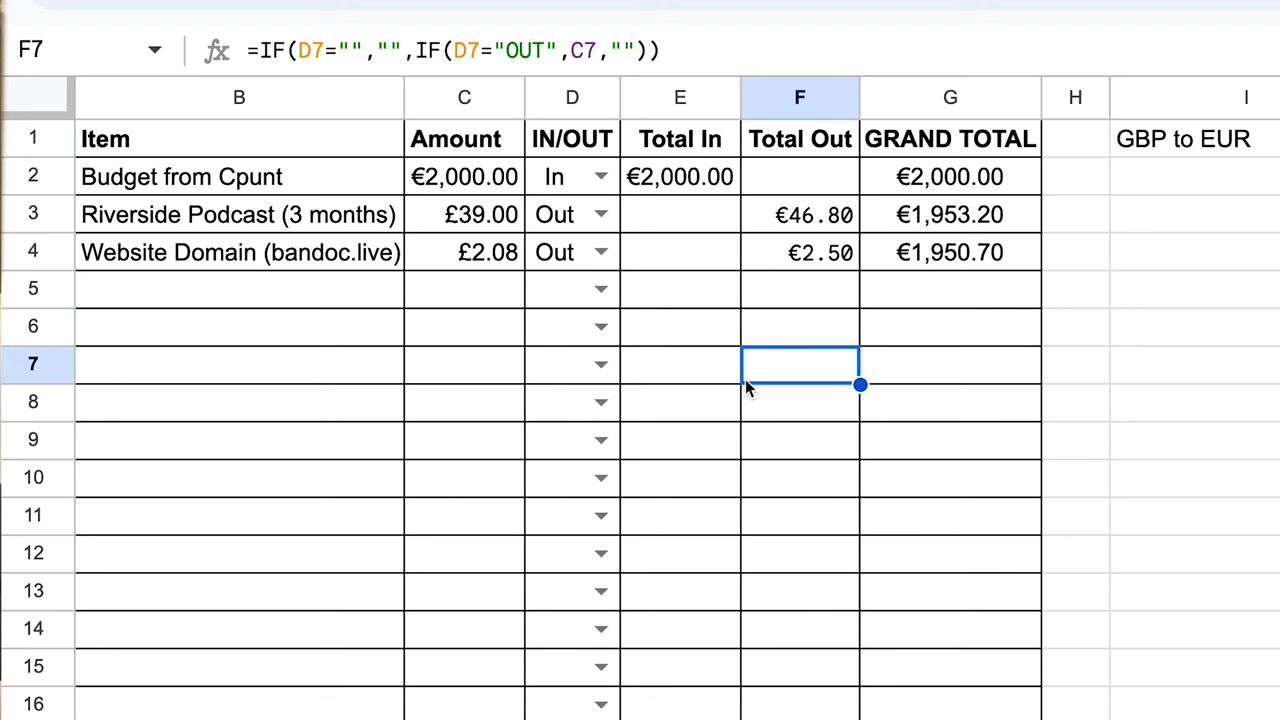 F7 fx =IF(D7="","",IF(D7="OUT",C7,""))
B C D E F G H I
1 Item Amount IN/OUT Total In Total Out GRAND TOTAL GBP to EUR
2 Budget from Cpunt €2,000.00 In €2,000.00 €2,000.00
3 Riverside Podcast (3 months) £39.00 Out €46.80 €1,953.20
4 Website Domain (bandoc.live) £2.08 Out €2.50 €1,950.70
5
6
7
8
9
10
11
12
13
14
15
16